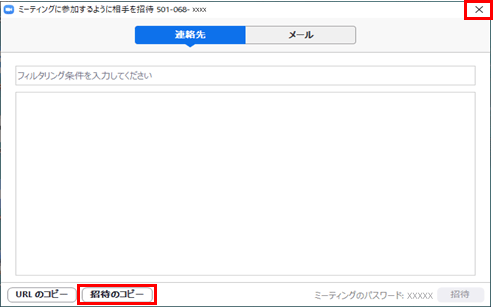 ミーティングに参加するように相手を招待 501-068- xxxx
連絡先 メール
フィルタリング条件を入力してください
URL のコピー 招待のコピー ミーティングのパスワード: XXXXX 招待